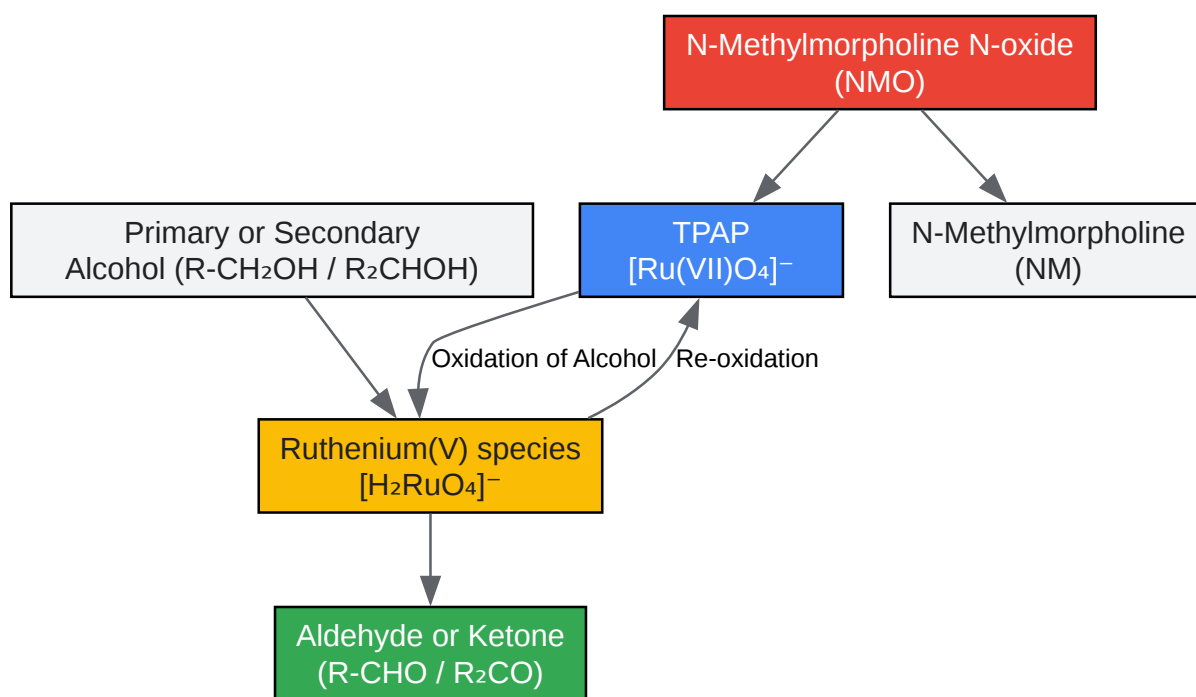 N-Methylmorpholine N-oxide
(NMO)
Primary or Secondary
Alcohol (R-CH₂OH / R₂CHOH)
TPAP
[Ru(VII)O₄]⁻
N-Methylmorpholine
(NM)
Oxidation of Alcohol
Re-oxidation
Ruthenium(V) species
[H₂RuO₄]⁻
Aldehyde or Ketone
(R-CHO / R₂CO)